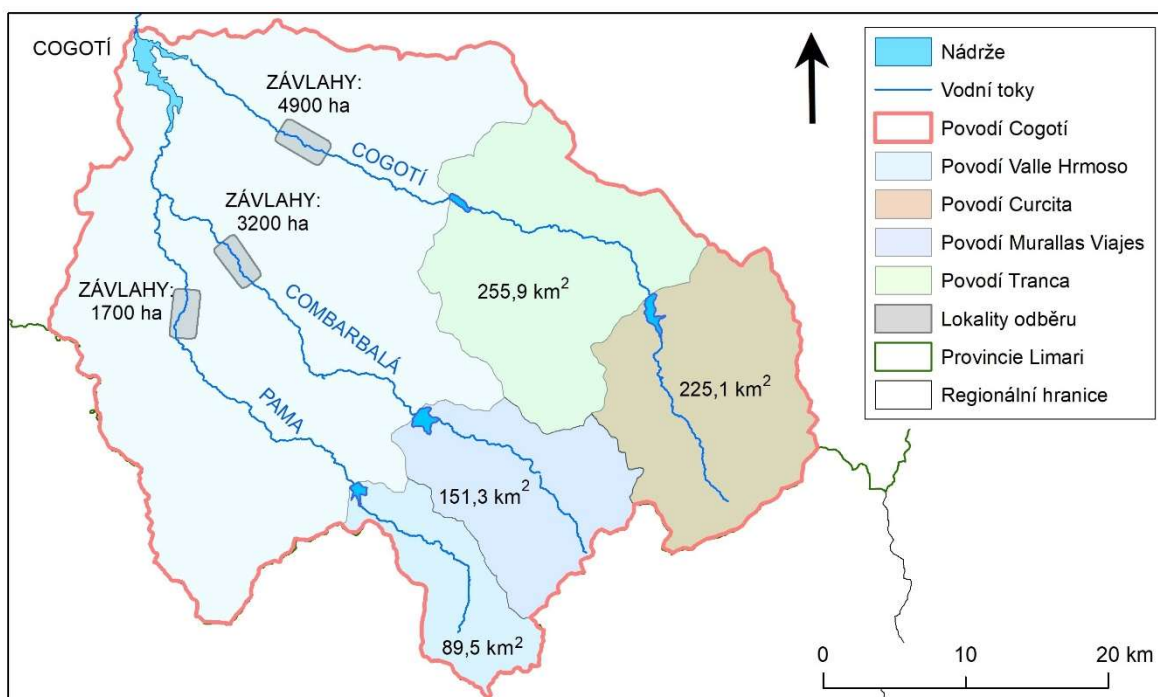 COGOTÍ
ZÁVLAHY:
4900 ha
COGOTÍ
ZÁVLAHY:
3200 ha
ZÁVLAHY:
1700 ha
COMBARBALÁ
PAMA
255,9 km²
225,1 km²
151,3 km²
89,5 km²
Nádrže
Vodní toky
Povodí Cogotí
Povodí Valle Hrmoso
Povodí Curcita
Povodí Murallas Viajes
Povodí Tranca
Lokality odběru
Provincie Limari
Regionální hranice
0 10 20 km